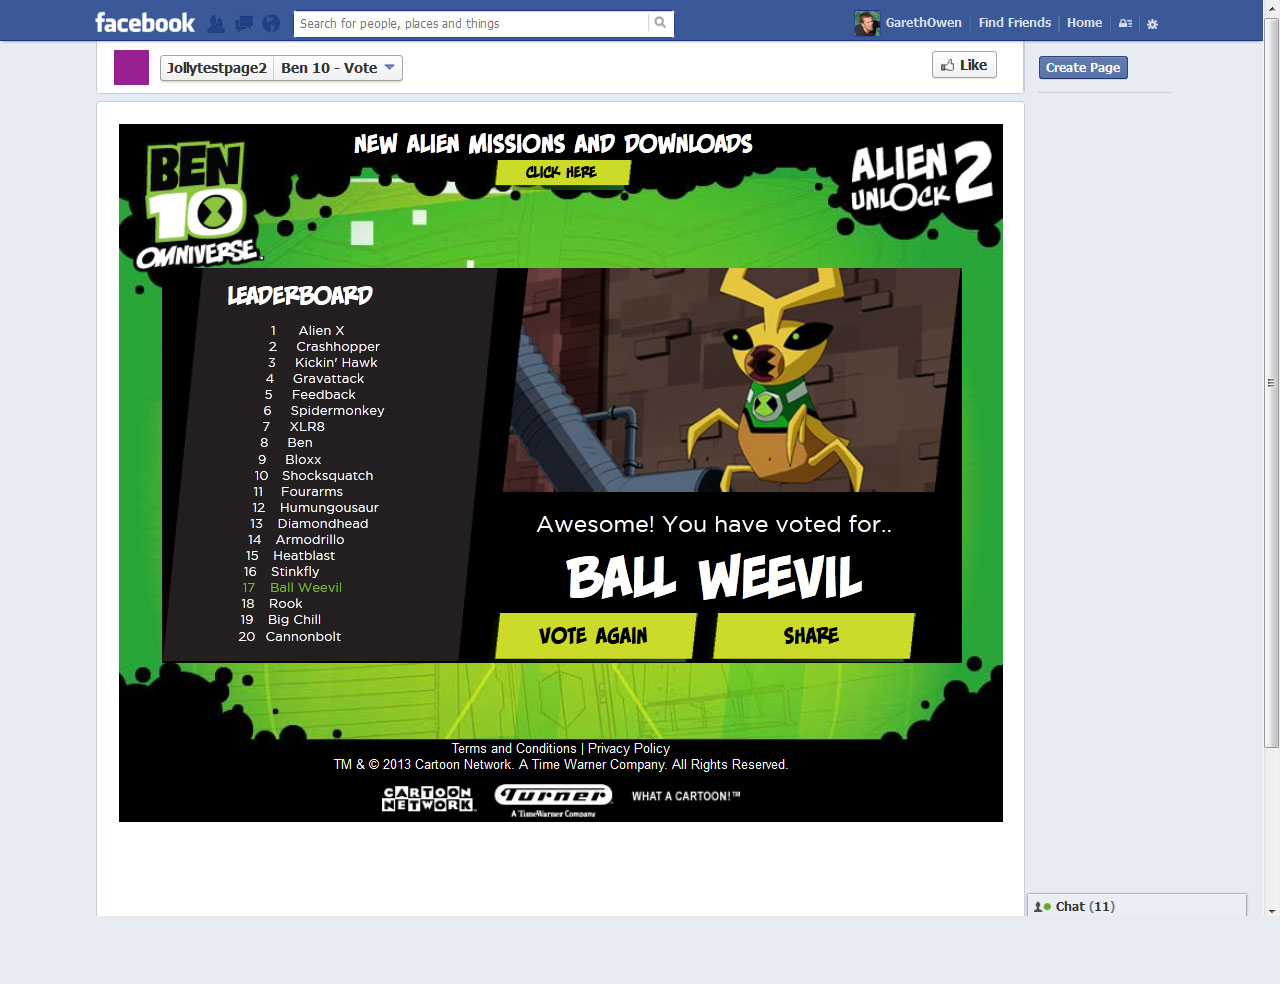 facebook
Search for people, places and things
GarethOwen
Find Friends
Home
Jollytestpage2
Ben 10 - Vote
Like
Create Page
BEN
10
OMNIVERSE
NEW ALIEN MISSIONS AND DOWNLOADS
CLICK HERE
ALIEN
UNLOCK 2
LEADERBOARD
1 Alien X
2 Crashhopper
3 Kickin' Hawk
4 Gravattack
5 Feedback
6 Spidermonkey
7 XLR8
8 Ben
9 Bloxx
10 Shocksquatch
11 Fourarms
12 Humungousaur
13 Diamondhead
14 Armodrillo
15 Heatblast
16 Stinkfly
17 Ball Weevil
18 Rook
19 Big Chill
20 Cannonbolt
Awesome! You have voted for..
BALL WEEVIL
VOTE AGAIN
SHARE
Terms and Conditions | Privacy Policy
TM & © 2013 Cartoon Network. A Time Warner Company. All Rights Reserved.
CARTOON
NETWORK
Turner
A TimeWarner Company
WHAT A CARTOON!™
Chat (11)